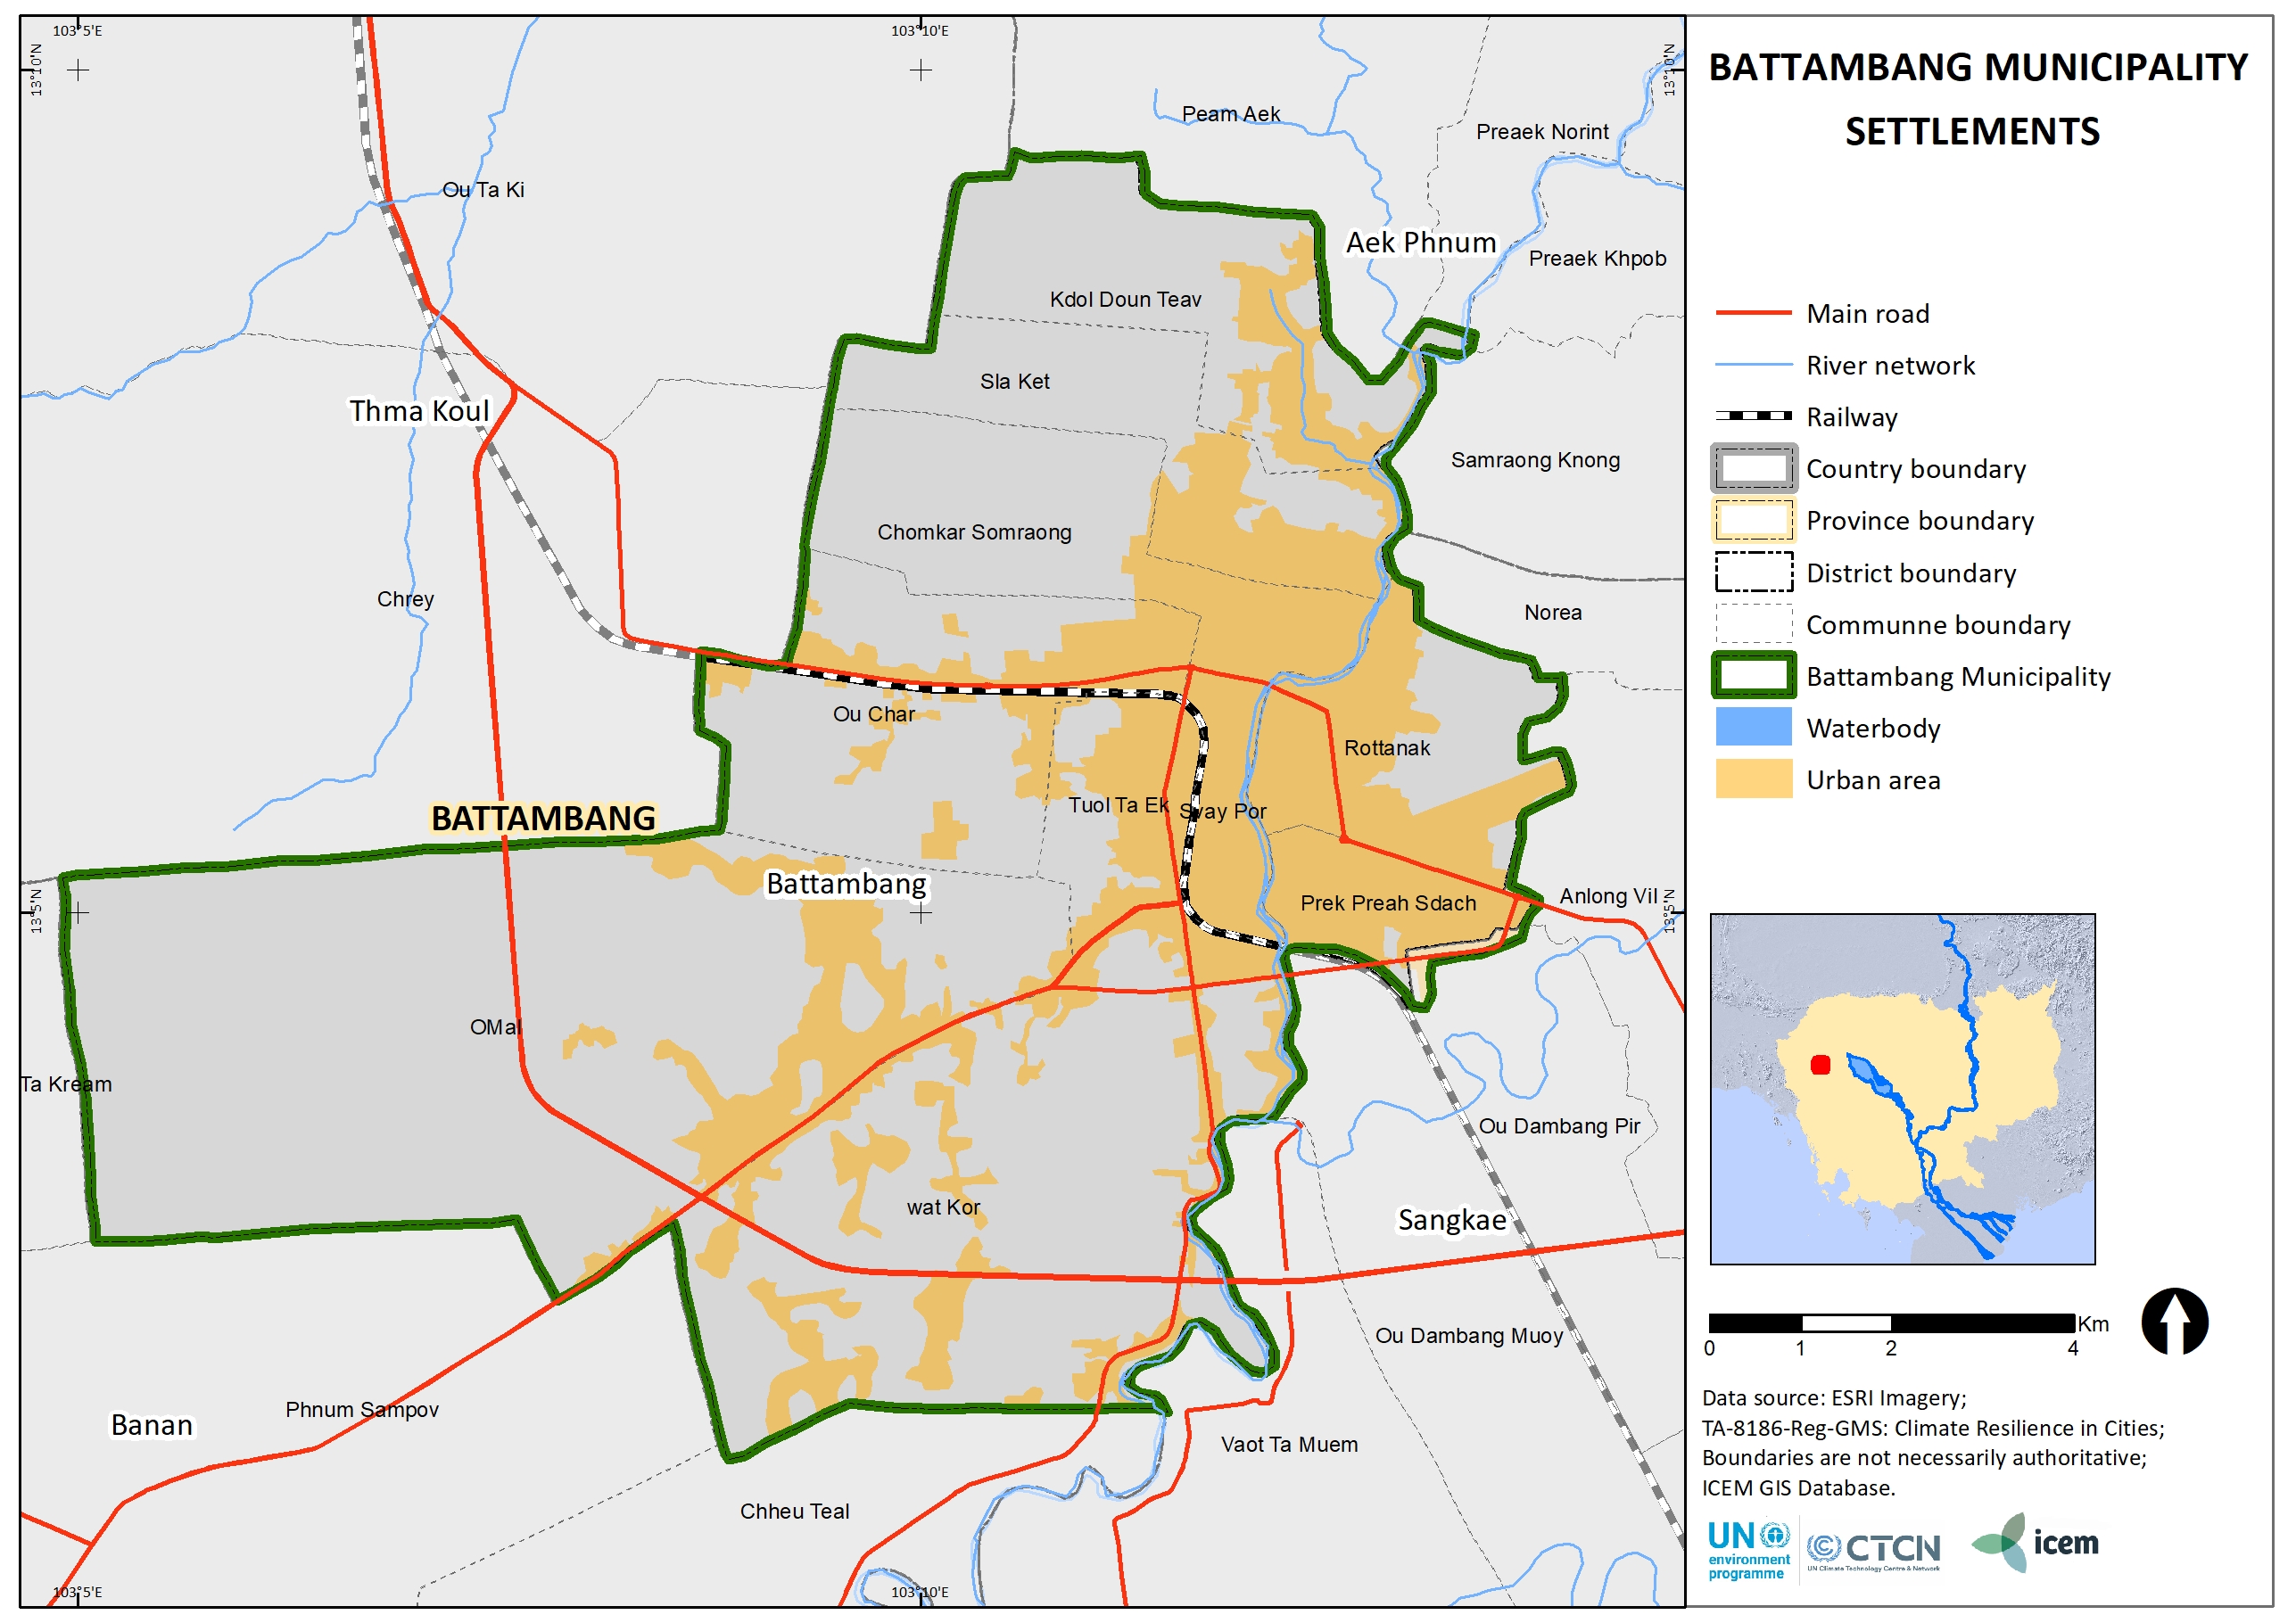 103°5'E
103°10'E
13°10'N
13°10'N
BATTAMBANG MUNICIPALITY
SETTLEMENTS
Peam Aek
Preaek Norint
Ou Ta Ki
Aek Phnum
Preaek Khpob
Kdol Doun Teav
Main road
River network
Sla Ket
Thma Koul
Railway
Samraong Knong
Country boundary
Chomkar Somraong
Province boundary
District boundary
Chrey
Norea
Communne boundary
Battambang Municipality
Ou Char
Waterbody
Rottanak
Urban area
Tuol Ta Ek
Svay Por
BATTAMBANG
Battambang
Prek Preah Sdach
Anlong Vil
13°5'N
13°5'N
OMal
Ta Kream
Ou Dambang Pir
wat Kor
Sangkae
Ou Dambang Muoy
Km
0 1 2 4
Phnum Sampov
Banan
Vaot Ta Muem
Chheu Teal
Data source: ESRI Imagery;
TA-8186-Reg-GMS: Climate Resilience in Cities;
Boundaries are not necessarily authoritative;
ICEM GIS Database.
UN
environment
programme
CTCN
UN Climate Technology Centre & Network
icem
103°5'E
103°10'E